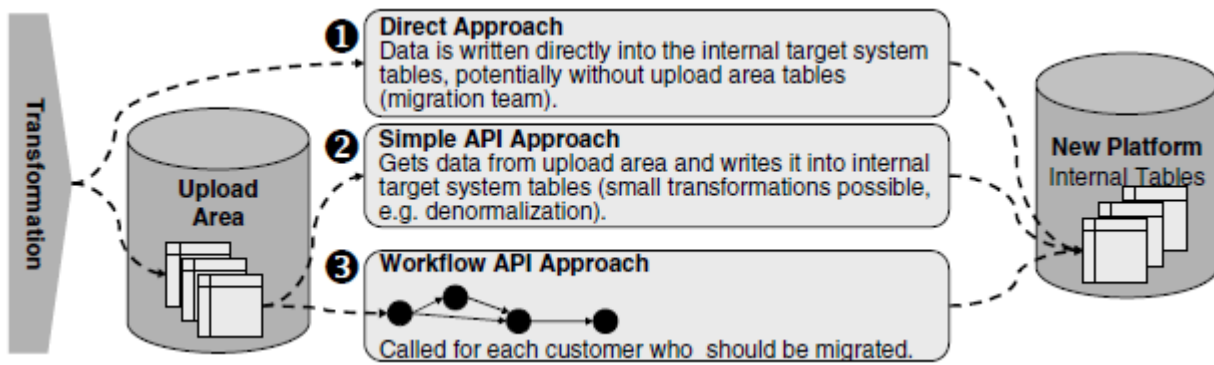 Transformation
Upload
Area
❶
Direct Approach
Data is written directly into the internal target system
tables, potentially without upload area tables
(migration team).
❷
Simple API Approach
Gets data from upload area and writes it into internal
target system tables (small transformations possible,
e.g. denormalization).
❸
Workflow API Approach
Called for each customer who should be migrated.
New Platform
Internal Tables